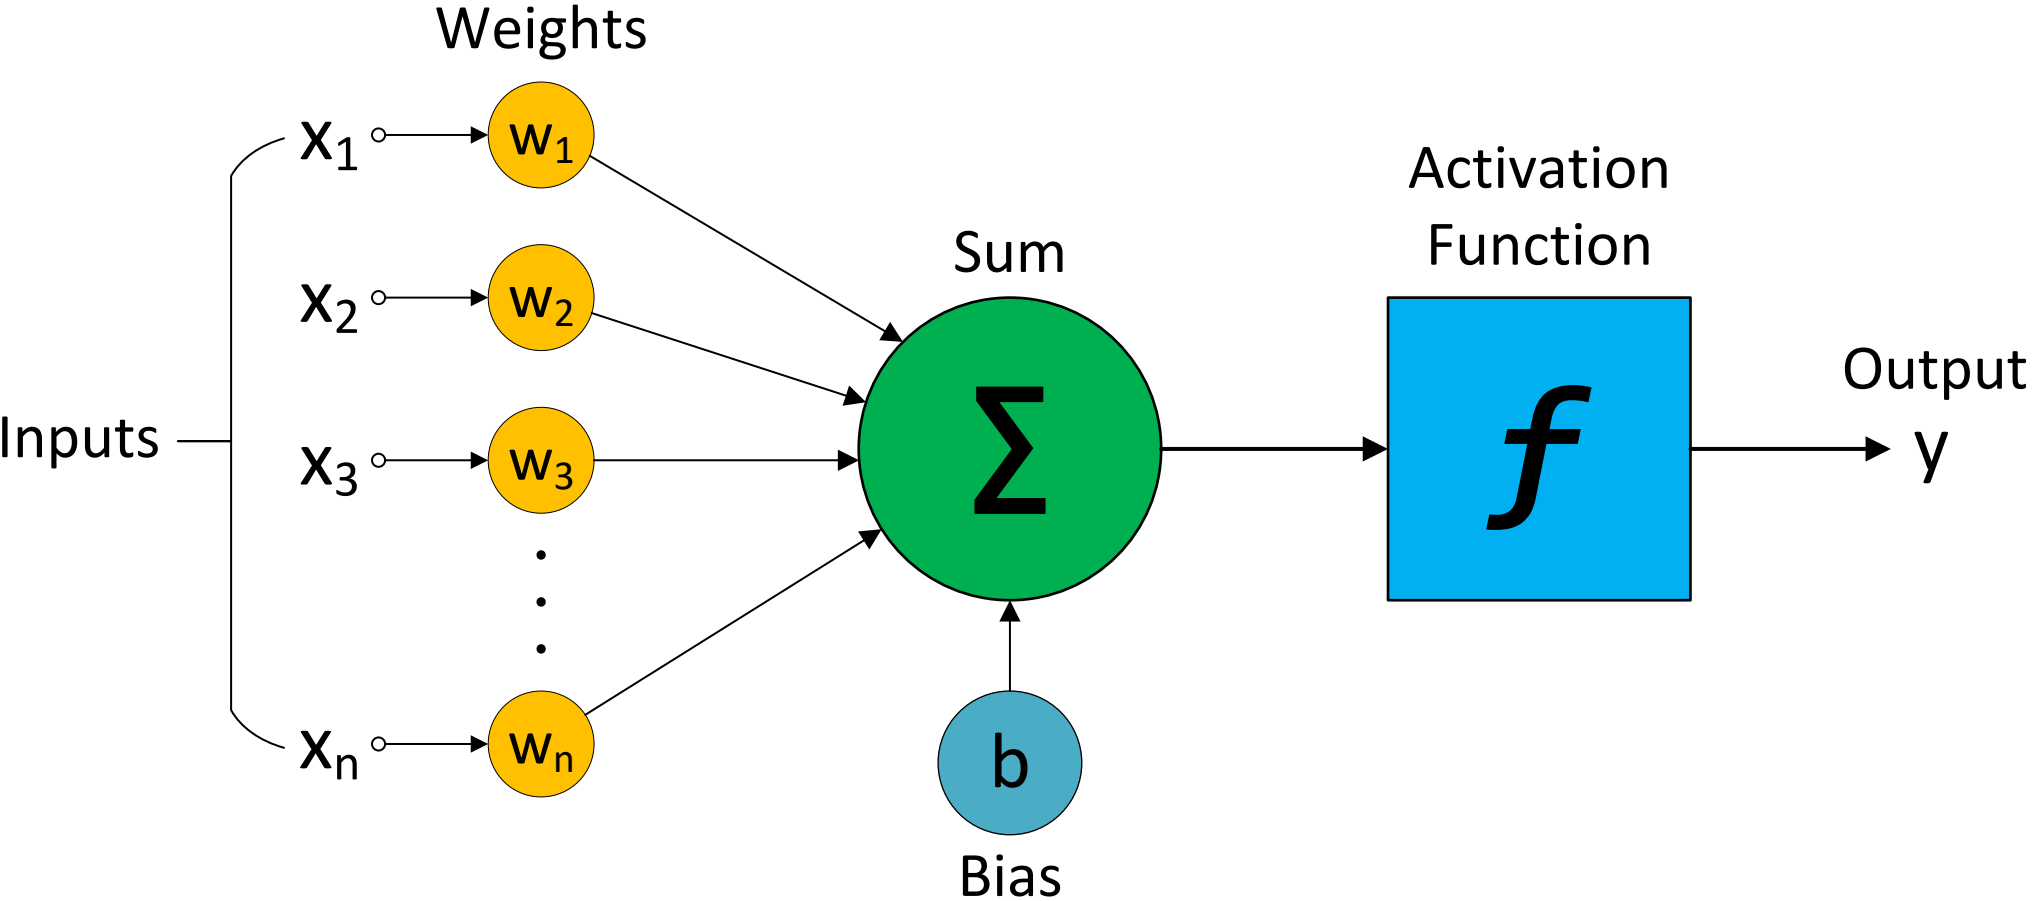 Weights
x₁ w₁
Activation
Function
Sum
x₂ w₂
Output
Inputs
x₃ w₃
Σ
ƒ
y
xₙ wₙ
b
Bias